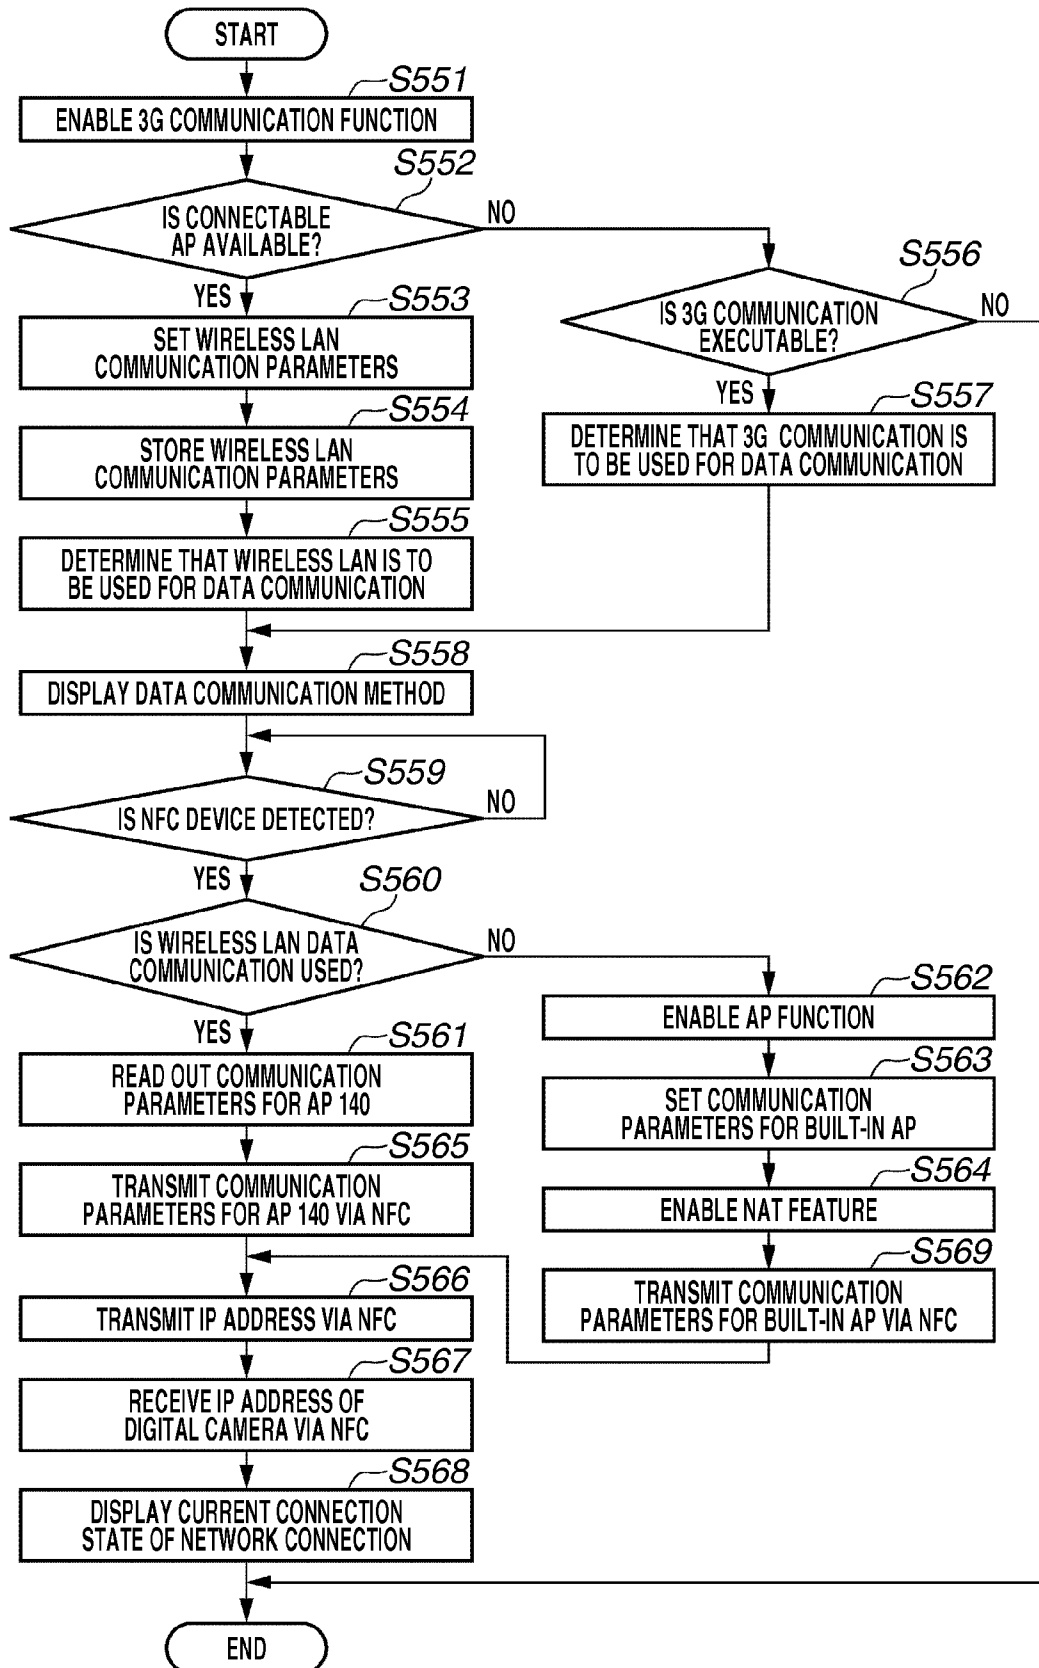 START
S551
ENABLE 3G COMMUNICATION FUNCTION
S552
IS CONNECTABLE
AP AVAILABLE?
NO
YES
S553
SET WIRELESS LAN
COMMUNICATION PARAMETERS
S554
STORE WIRELESS LAN
COMMUNICATION PARAMETERS
S555
DETERMINE THAT WIRELESS LAN IS TO
BE USED FOR DATA COMMUNICATION
S556
IS 3G COMMUNICATION
EXECUTABLE?
NO
YES
S557
DETERMINE THAT 3G COMMUNICATION IS
TO BE USED FOR DATA COMMUNICATION
S558
DISPLAY DATA COMMUNICATION METHOD
S559
IS NFC DEVICE DETECTED?
NO
YES
S560
IS WIRELESS LAN DATA
COMMUNICATION USED?
NO
YES
S561
READ OUT COMMUNICATION
PARAMETERS FOR AP 140
S565
TRANSMIT COMMUNICATION
PARAMETERS FOR AP 140 VIA NFC
S562
ENABLE AP FUNCTION
S563
SET COMMUNICATION
PARAMETERS FOR BUILT-IN AP
S564
ENABLE NAT FEATURE
S569
TRANSMIT COMMUNICATION
PARAMETERS FOR BUILT-IN AP VIA NFC
S566
TRANSMIT IP ADDRESS VIA NFC
S567
RECEIVE IP ADDRESS OF
DIGITAL CAMERA VIA NFC
S568
DISPLAY CURRENT CONNECTION
STATE OF NETWORK CONNECTION
END